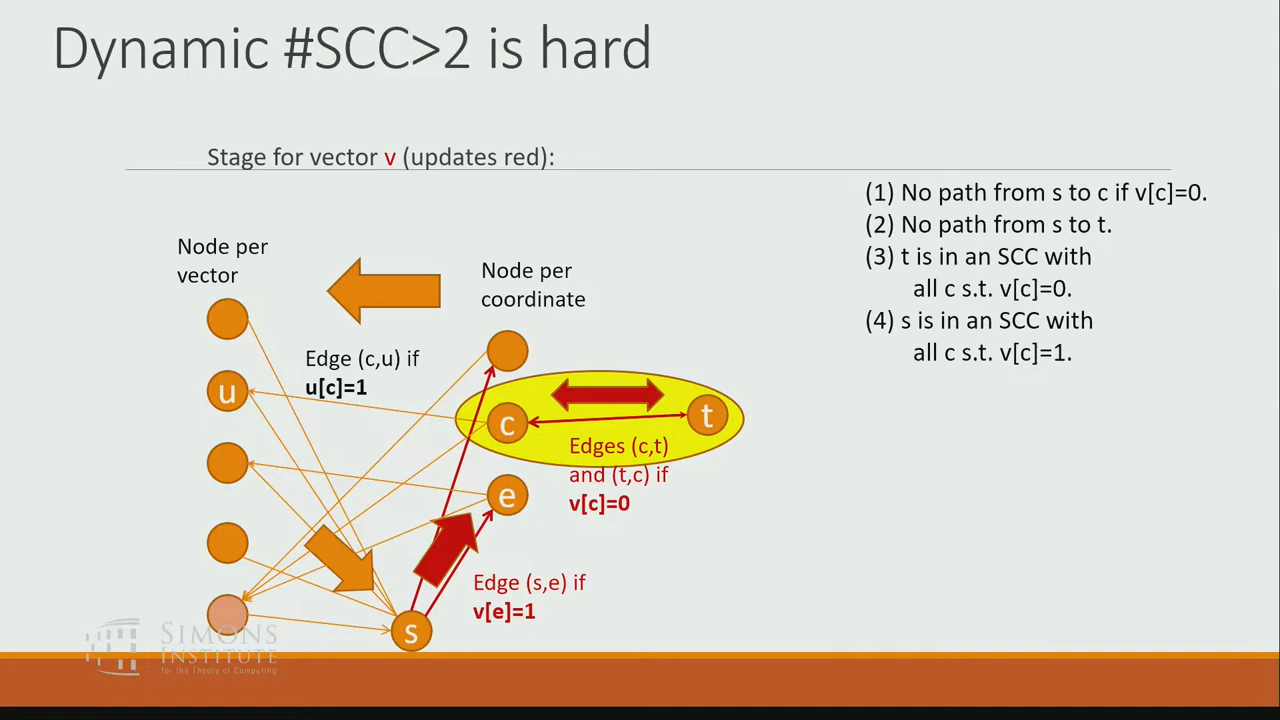 Dynamic #SCC>2 is hard
Stage for vector v (updates red):
(1) No path from s to c if v[c]=0.
(2) No path from s to t.
(3) t is in an SCC with
all c s.t. v[c]=0.
(4) s is in an SCC with
all c s.t. v[c]=1.
Node per
vector
Node per
coordinate
Edge (c,u) if
u[c]=1
u
c
t
Edges (c,t)
and (t,c) if
v[c]=0
e
Edge (s,e) if
v[e]=1
s
SIMONS
INSTITUTE
for the Theory of Computing